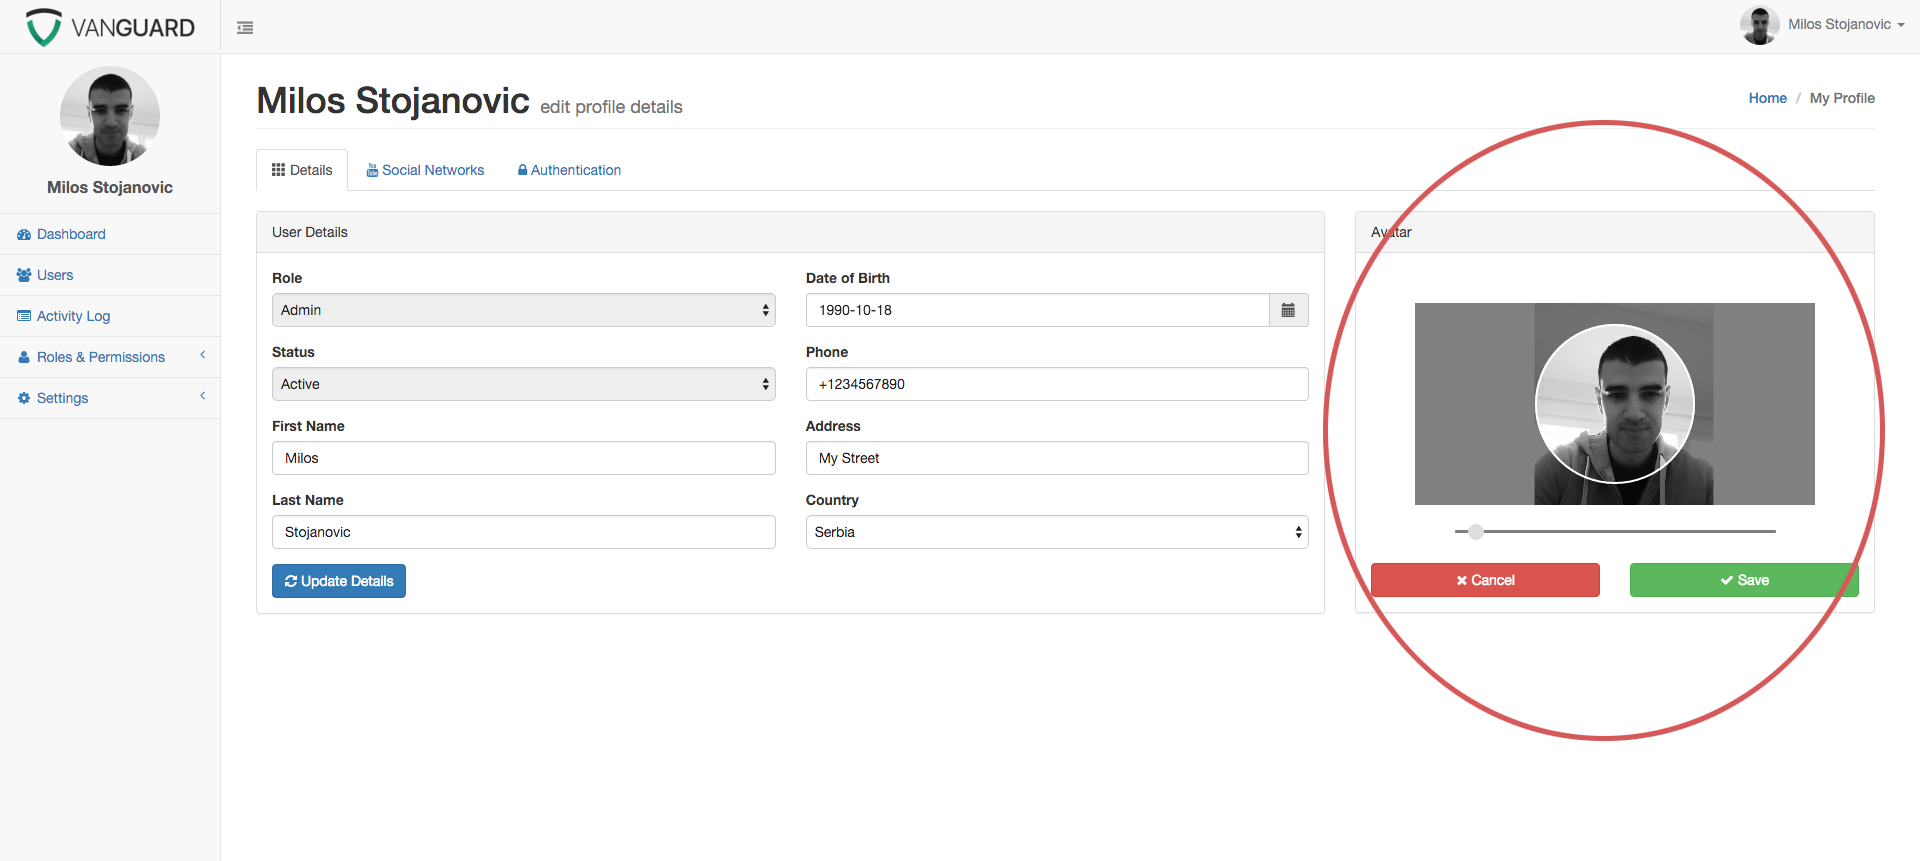 VANGUARD
Milos Stojanovic
Milos Stojanovic
Dashboard
Users
Activity Log
Roles & Permissions
Settings
Milos Stojanovic edit profile details
Home / My Profile
Details
Social Networks
Authentication
User Details
Role
Admin
Status
Active
First Name
Milos
Last Name
Stojanovic
Update Details
Date of Birth
1990-10-18
Phone
+1234567890
Address
My Street
Country
Serbia
Avatar
Cancel
Save